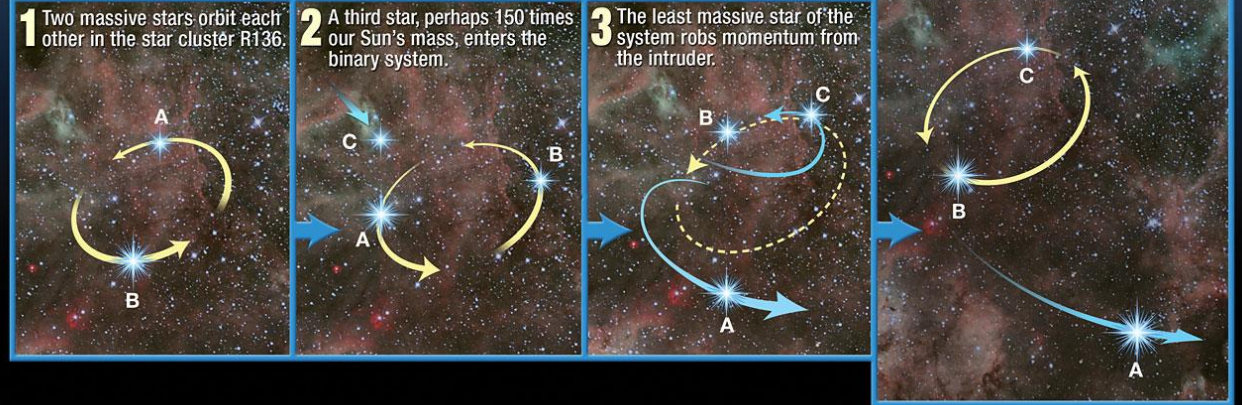 1 Two massive stars orbit each
other in the star cluster R136.
A
B
2 A third star, perhaps 150 times
our Sun's mass, enters the
binary system.
C
B
A
3 The least massive star of the
system robs momentum from
the intruder.
C
B
A
C
B
A